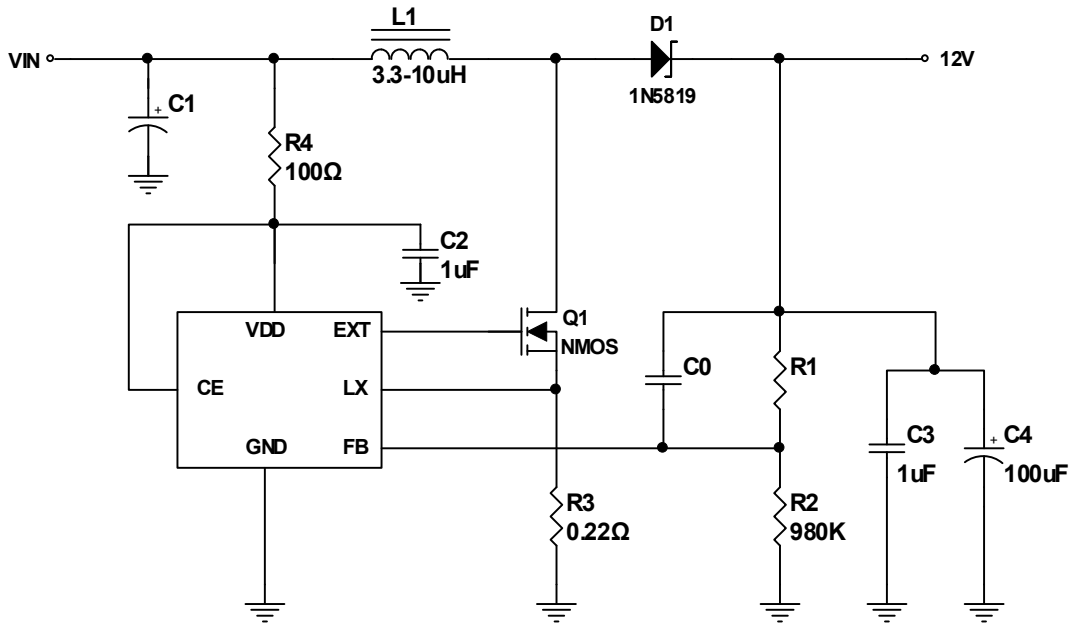 L1
D1
VIN
12V
3.3-10uH
1N5819
+ C1
R4
100Ω
C2
1uF
VDD
EXT
Q1
NMOS
CE
LX
C0
R1
GND
FB
C3
1uF
+ C4
100uF
R3
0.22Ω
R2
980K